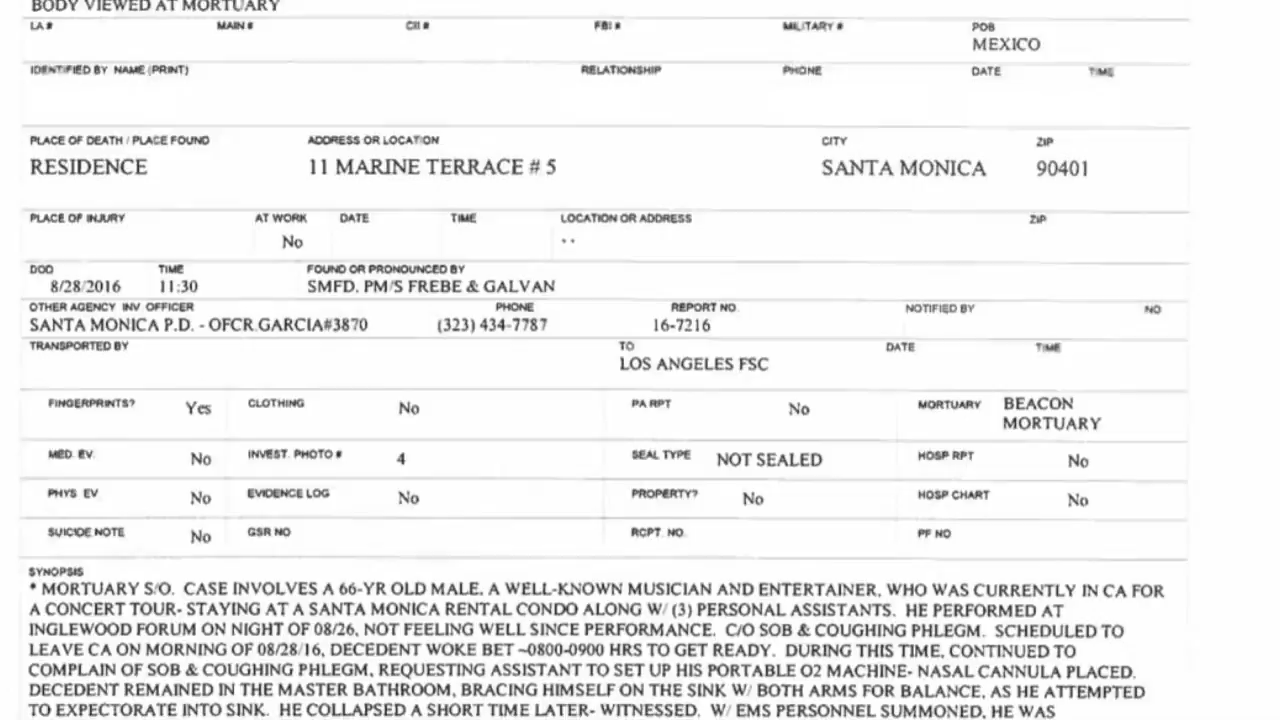 BODY VIEWED AT MORTUARY
LA # MAIN # CII # FBI # MILITARY # POB
MEXICO
IDENTIFIED BY NAME (PRINT) RELATIONSHIP PHONE DATE TIME
PLACE OF DEATH / PLACE FOUND ADDRESS OR LOCATION CITY ZIP
RESIDENCE 11 MARINE TERRACE # 5 SANTA MONICA 90401
PLACE OF INJURY AT WORK DATE TIME LOCATION OR ADDRESS ZIP
No , ,
DOD TIME FOUND OR PRONOUNCED BY
8/28/2016 11:30 SMFD, PM/S FREBE & GALVAN
OTHER AGENCY INV OFFICER PHONE REPORT NO. NOTIFIED BY NO
SANTA MONICA P.D. - OFCR.GARCIA#3870 (323) 434-7787 16-7216
TRANSPORTED BY TO DATE TIME
LOS ANGELES FSC
FINGERPRINTS? Yes CLOTHING No PA RPT No MORTUARY BEACON
MORTUARY
MED. EV. No INVEST. PHOTO # 4 SEAL TYPE NOT SEALED HOSP RPT No
PHYS EV No EVIDENCE LOG No PROPERTY? No HOSP CHART No
SUICIDE NOTE No GSR NO RCPT. NO. PF NO
SYNOPSIS
* MORTUARY S/O. CASE INVOLVES A 66-YR OLD MALE, A WELL-KNOWN MUSICIAN AND ENTERTAINER, WHO WAS CURRENTLY IN CA FOR
A CONCERT TOUR- STAYING AT A SANTA MONICA RENTAL CONDO ALONG W/ (3) PERSONAL ASSISTANTS. HE PERFORMED AT
INGLEWOOD FORUM ON NIGHT OF 08/26, NOT FEELING WELL SINCE PERFORMANCE. C/O SOB & COUGHING PHLEGM. SCHEDULED TO
LEAVE CA ON MORNING OF 08/28/16, DECEDENT WOKE BET ~0800-0900 HRS TO GET READY. DURING THIS TIME, CONTINUED TO
COMPLAIN OF SOB & COUGHING PHLEGM, REQUESTING ASSISTANT TO SET UP HIS PORTABLE O2 MACHINE- NASAL CANNULA PLACED.
DECEDENT REMAINED IN THE MASTER BATHROOM, BRACING HIMSELF ON THE SINK W/ BOTH ARMS FOR BALANCE, AS HE ATTEMPTED
TO EXPECTORATE INTO SINK. HE COLLAPSED A SHORT TIME LATER- WITNESSED. W/ EMS PERSONNEL SUMMONED, HE WAS